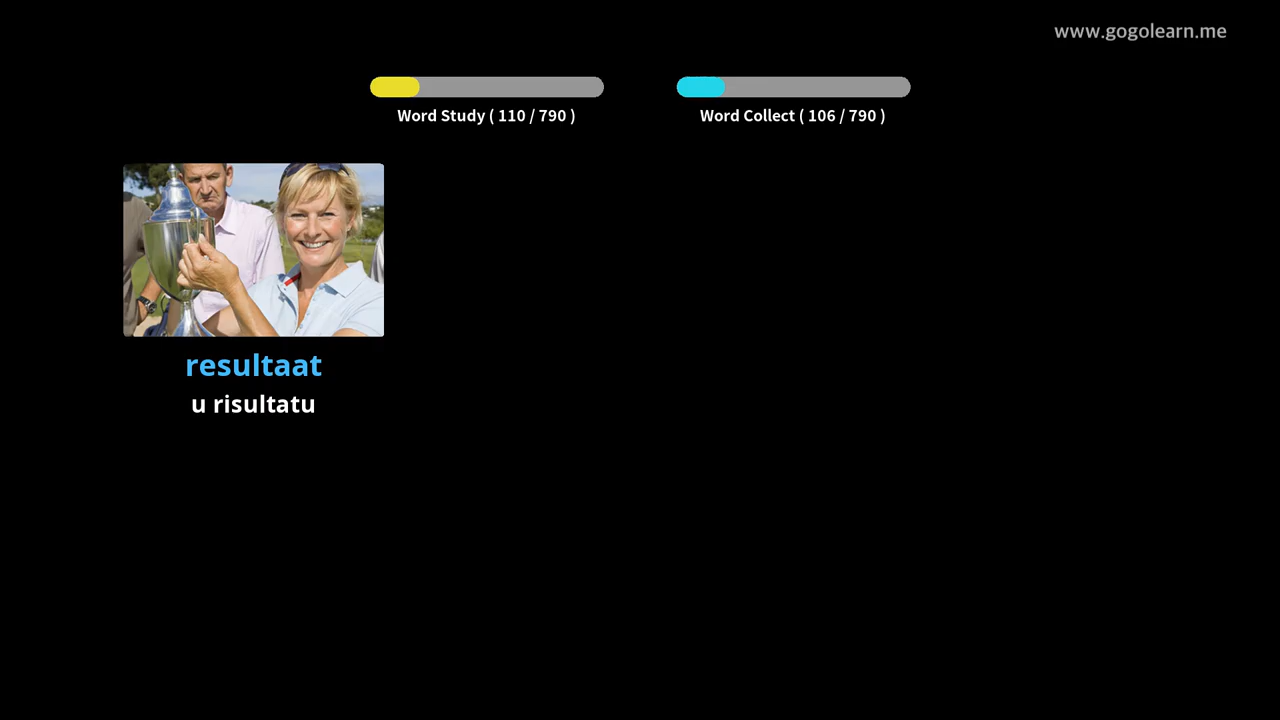 www.gogolearn.me
Word Study ( 110 / 790 )
Word Collect ( 106 / 790 )
resultaat
u risultatu